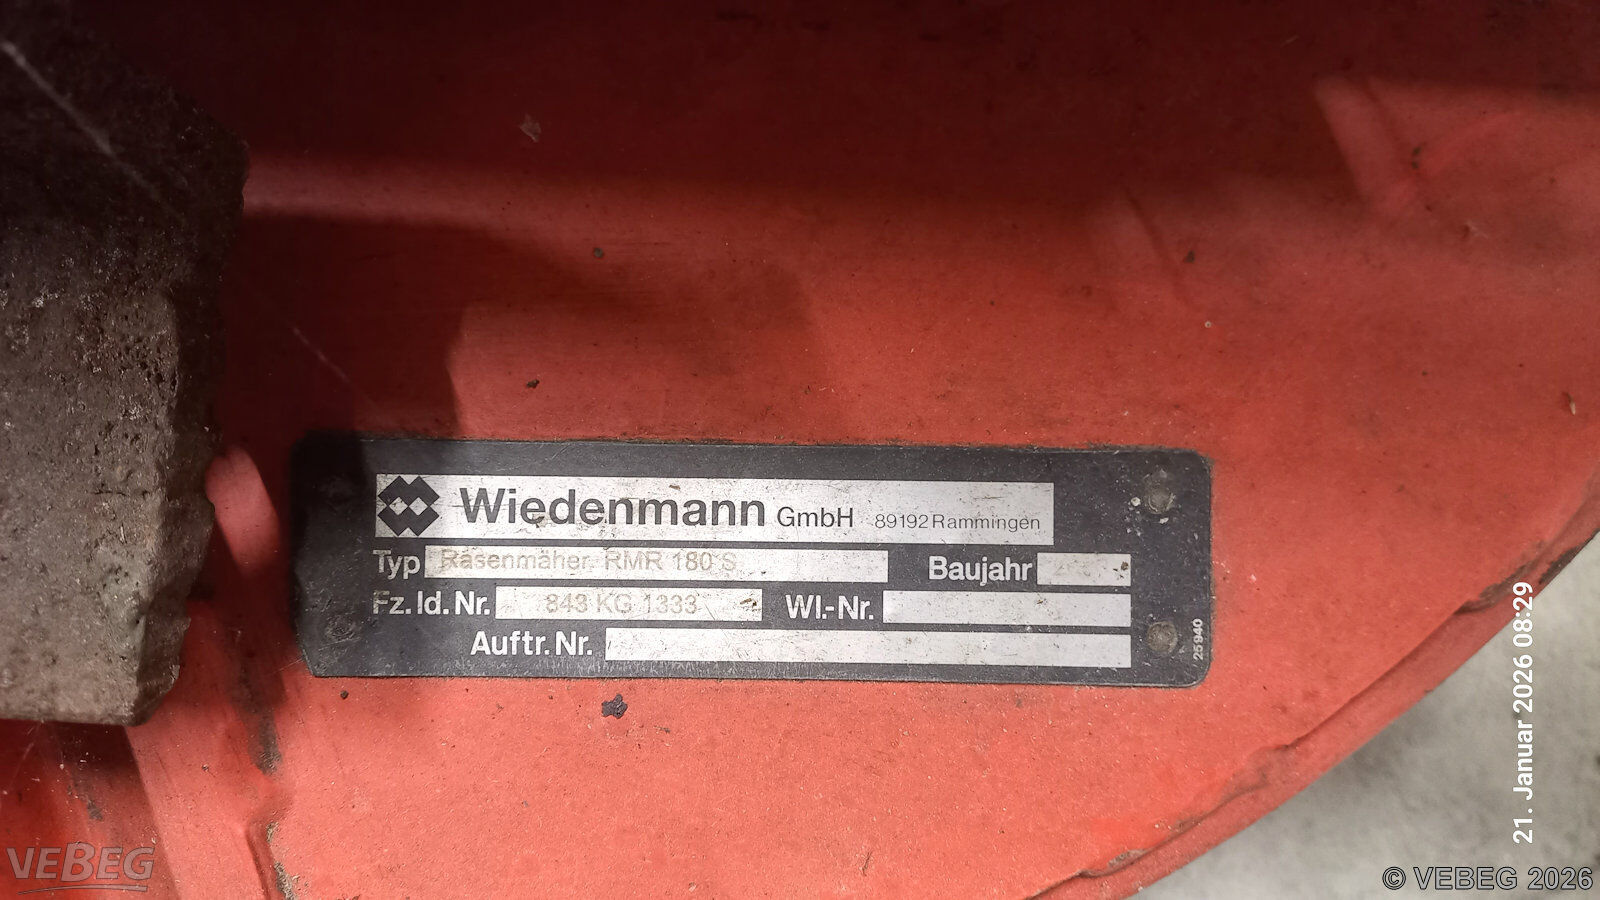 Wiedenmann GmbH 89192 Rammingen
Typ Rasenmäher RMR 180 S Baujahr
Fz. Id. Nr. 843 KG 1333 Wl.-Nr.
Auftr. Nr.
25940
21. Januar 2026 08:29
VEBEG
© VEBEG 2026